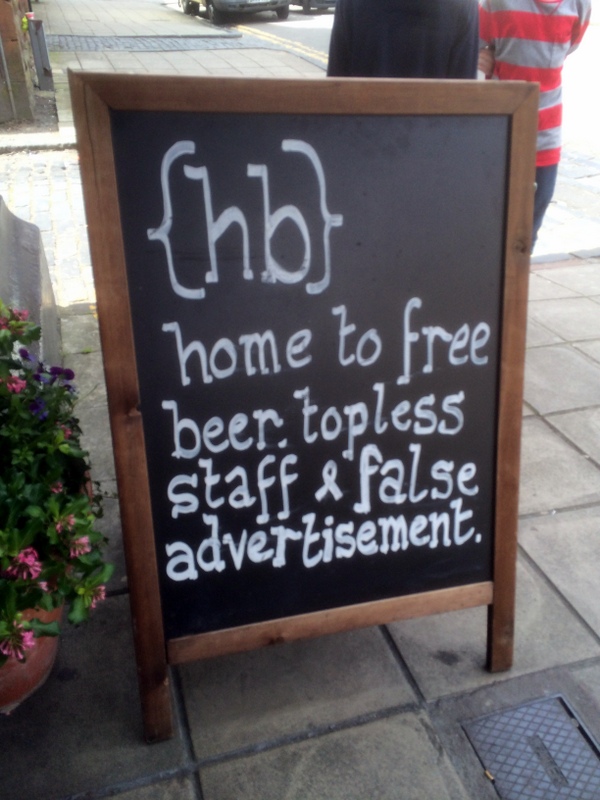 {hb}
home to free
beer, topless
staff & false
advertisement.